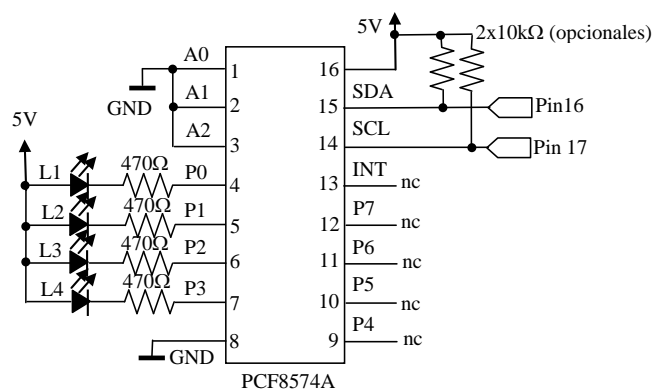 5V
2x10kΩ (opcionales)
A0
1
16
GND
A1
2
SDA
15
Pin16
5V
A2
3
SCL
14
Pin 17
L1
470Ω
P0
4
INT
13
nc
L2
470Ω
P1
5
P7
12
nc
L3
470Ω
P2
6
P6
11
nc
L4
470Ω
P3
7
P5
10
nc
8
GND
P4
9
nc
PCF8574A